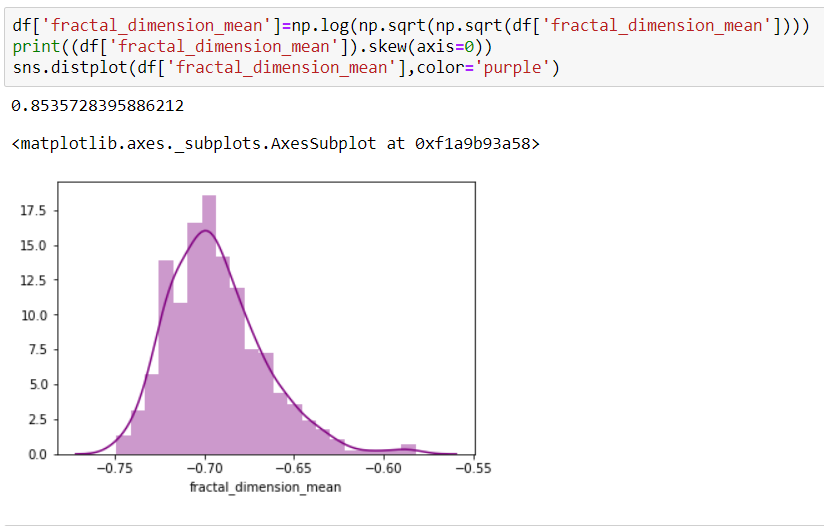 df['fractal_dimension_mean']=np.log(np.sqrt(np.sqrt(df['fractal_dimension_mean'])))
print((df['fractal_dimension_mean']).skew(axis=0))
sns.distplot(df['fractal_dimension_mean'],color='purple')
0.8535728395886212
<matplotlib.axes._subplots.AxesSubplot at 0xf1a9b93a58>
17.5
15.0
12.5
10.0
7.5
5.0
2.5
0.0
−0.75 −0.70 −0.65 −0.60 −0.55
fractal_dimension_mean